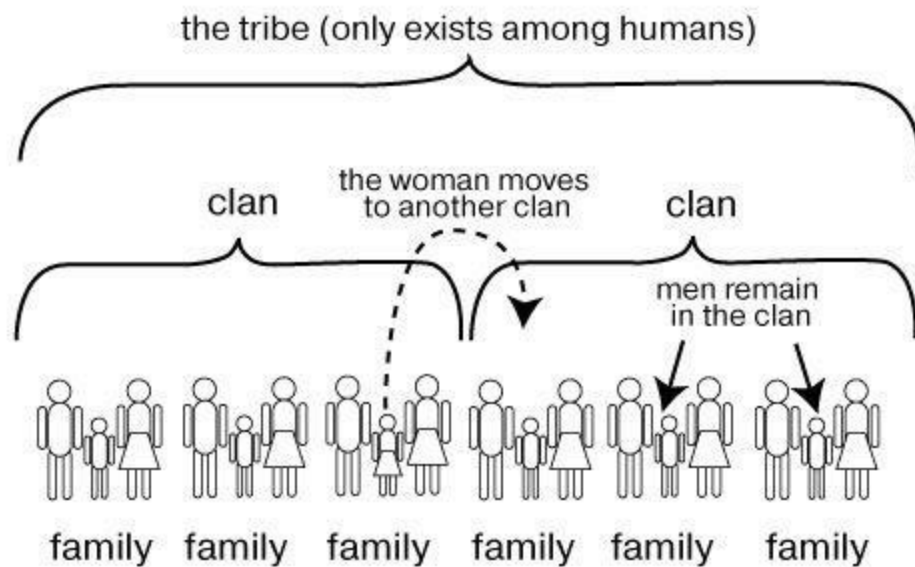 the tribe (only exists among humans)
the woman moves
to another clan
clan
clan
men remain
in the clan
family
family
family
family
family
family